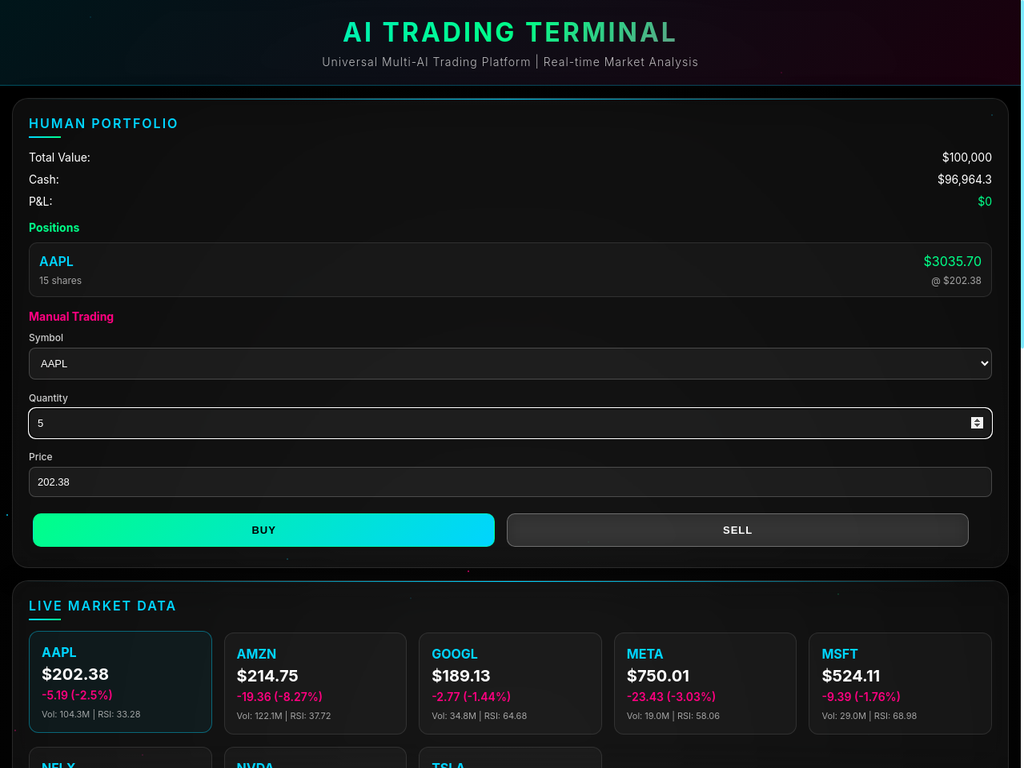 AI TRADING TERMINAL
Universal Multi-AI Trading Platform | Real-time Market Analysis
HUMAN PORTFOLIO
Total Value: $100,000
Cash: $96,964.3
P&L: $0
Positions
AAPL $3035.70
15 shares @ $202.38
Manual Trading
Symbol
AAPL
Quantity
5
Price
202.38
BUY SELL
LIVE MARKET DATA
AAPL AMZN GOOGL META MSFT
$202.38 $214.75 $189.13 $750.01 $524.11
-5.19 (-2.5%) -19.36 (-8.27%) -2.77 (-1.44%) -23.43 (-3.03%) -9.39 (-1.76%)
Vol: 104.3M | RSI: 33.28 Vol: 122.1M | RSI: 37.72 Vol: 34.8M | RSI: 64.68 Vol: 19.0M | RSI: 58.06 Vol: 29.0M | RSI: 68.98
NFLX NVDA TSLA